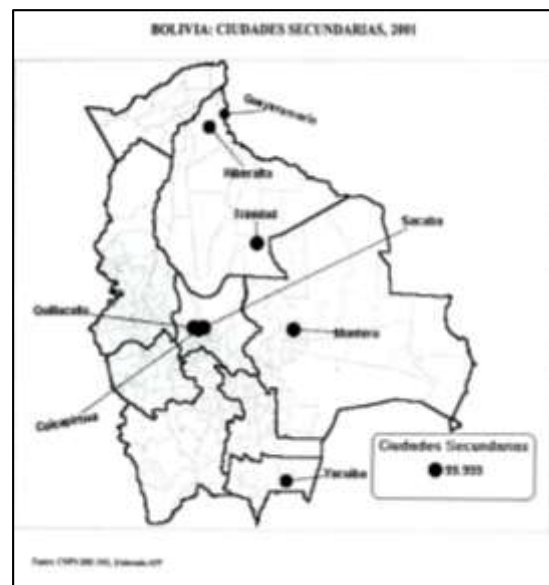 BOLIVIA: CIUDADES SECUNDARIAS, 2001
Guayaramerín
Riberalta
Trinidad
Sacaba
Quillacollo
Montero
Colcapirhua
Ciudades Secundarias
99.999
Yacuiba